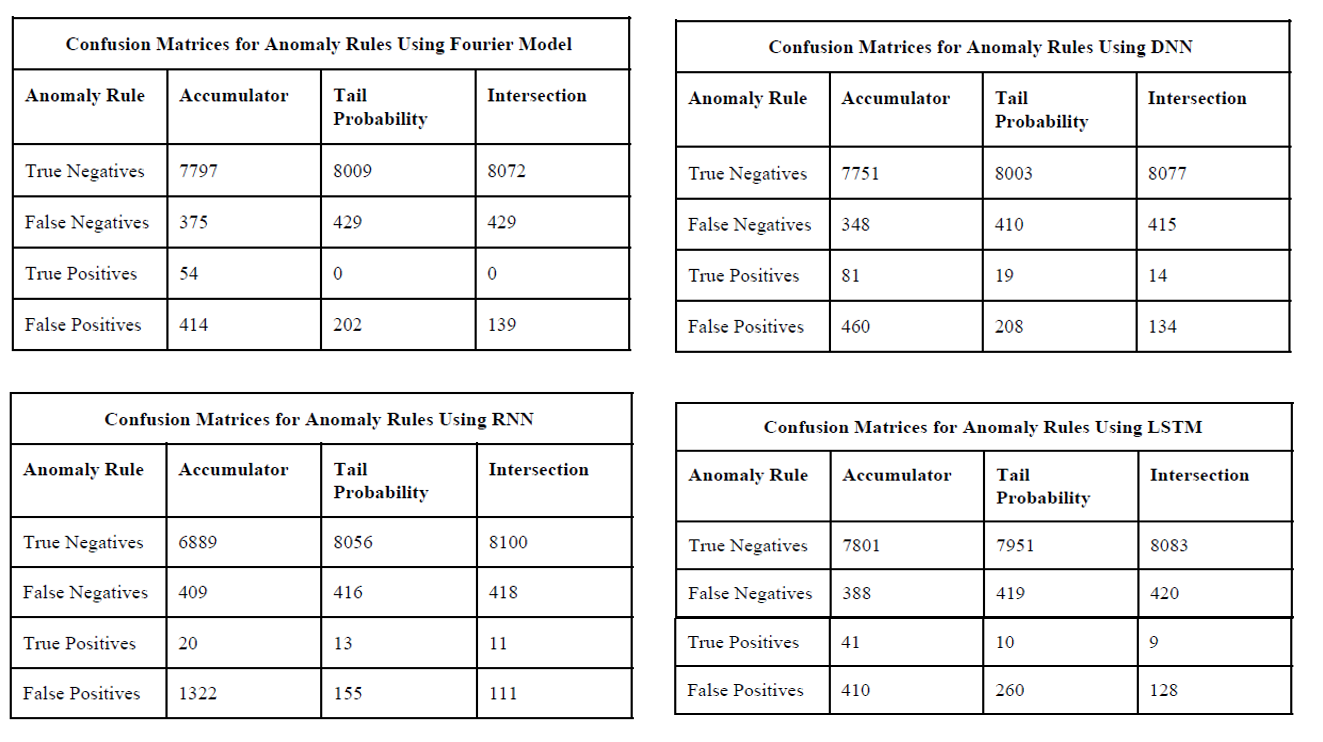 Confusion Matrices for Anomaly Rules Using Fourier Model
Anomaly Rule Accumulator Tail Probability Intersection
True Negatives 7797 8009 8072
False Negatives 375 429 429
True Positives 54 0 0
False Positives 414 202 139
Confusion Matrices for Anomaly Rules Using DNN
Anomaly Rule Accumulator Tail Probability Intersection
True Negatives 7751 8003 8077
False Negatives 348 410 415
True Positives 81 19 14
False Positives 460 208 134
Confusion Matrices for Anomaly Rules Using RNN
Anomaly Rule Accumulator Tail Probability Intersection
True Negatives 6889 8056 8100
False Negatives 409 416 418
True Positives 20 13 11
False Positives 1322 155 111
Confusion Matrices for Anomaly Rules Using LSTM
Anomaly Rule Accumulator Tail Probability Intersection
True Negatives 7801 7951 8083
False Negatives 388 419 420
True Positives 41 10 9
False Positives 410 260 128